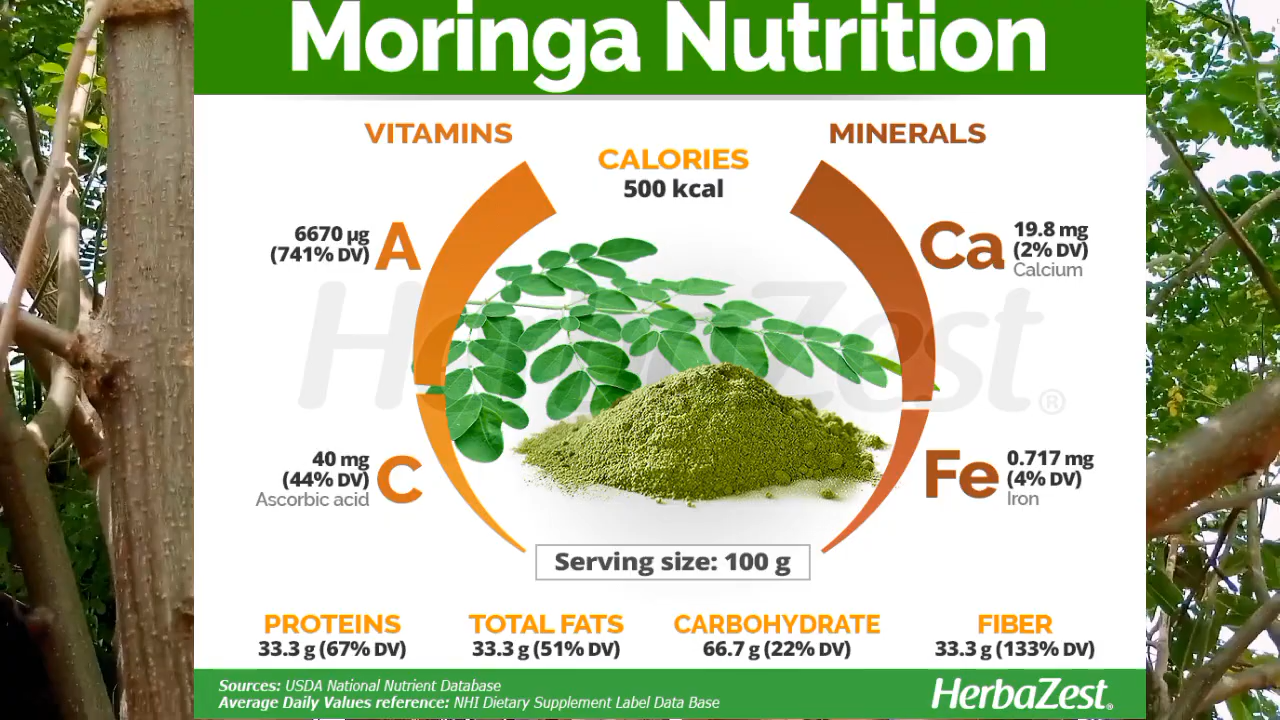 Moringa Nutrition
VITAMINS
MINERALS
CALORIES
500 kcal
6670 µg
(741% DV)
A
Ca
19.8 mg
(2% DV)
Calcium
HerbaZest®
40 mg
(44% DV)
Ascorbic acid
C
Fe
0.717 mg
(4% DV)
Iron
Serving size: 100 g
PROTEINS
33.3 g (67% DV)
TOTAL FATS
33.3 g (51% DV)
CARBOHYDRATE
66.7 g (22% DV)
FIBER
33.3 g (133% DV)
Sources: USDA National Nutrient Database
Average Daily Values reference: NHI Dietary Supplement Label Data Base
HerbaZest®